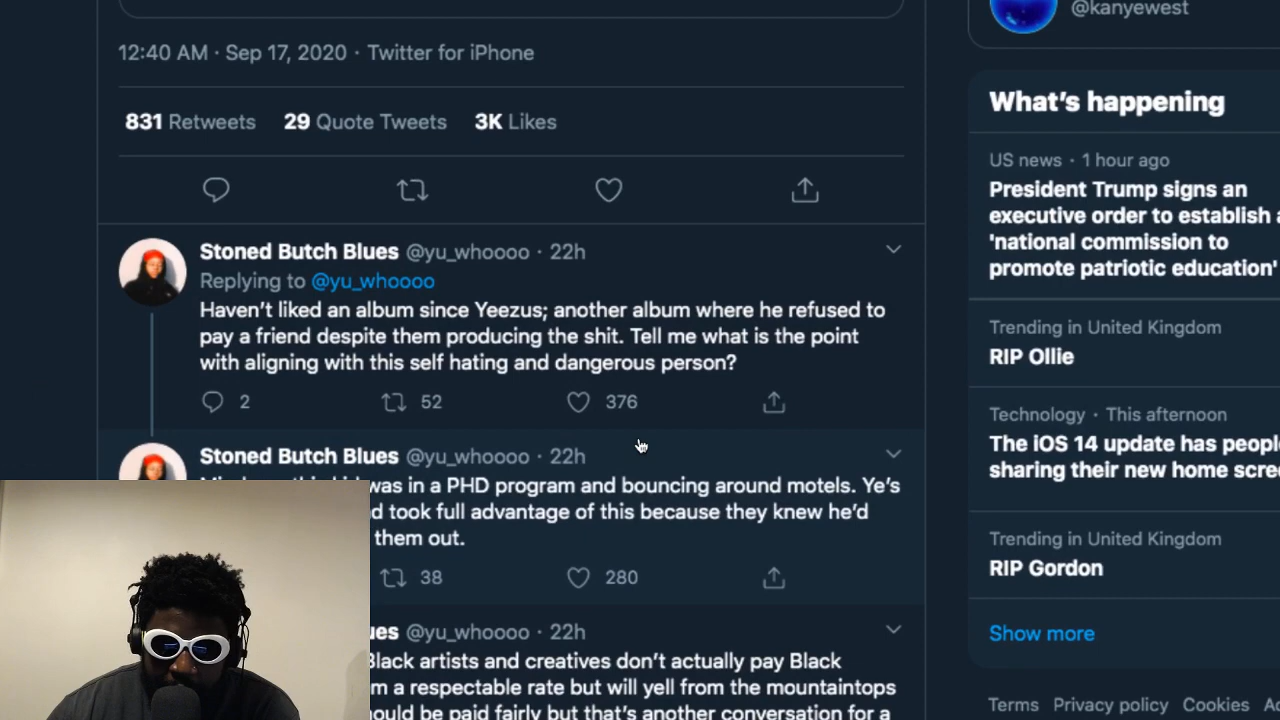 @kanyewest
12:40 AM · Sep 17, 2020 · Twitter for iPhone
831 Retweets 29 Quote Tweets 3K Likes
What's happening
US news · 1 hour ago
President Trump signs an
executive order to establish a
'national commission to
promote patriotic education'
Trending in United Kingdom
RIP Ollie
Technology · This afternoon
The iOS 14 update has people
sharing their new home
Trending in United Kingdom
RIP Gordon
Show more
Terms Privacy policy Cookies
Stoned Butch Blues @yu_whoooo · 22h
Replying to @yu_whoooo
Haven't liked an album since Yeezus; another album where he refused to
pay a friend despite them producing the shit. Tell me what is the point
with aligning with this self hating and dangerous person?
2 52 376
Stoned Butch Blues @yu_whoooo · 22h
was in a PHD program and bouncing around motels. Ye's
took full advantage of this because they knew he'd
them out.
38 280
@yu_whoooo · 22h
Black artists and creatives don't actually pay Black
a respectable rate but will yell from the mountaintops
be paid fairly but that's another conversation for a